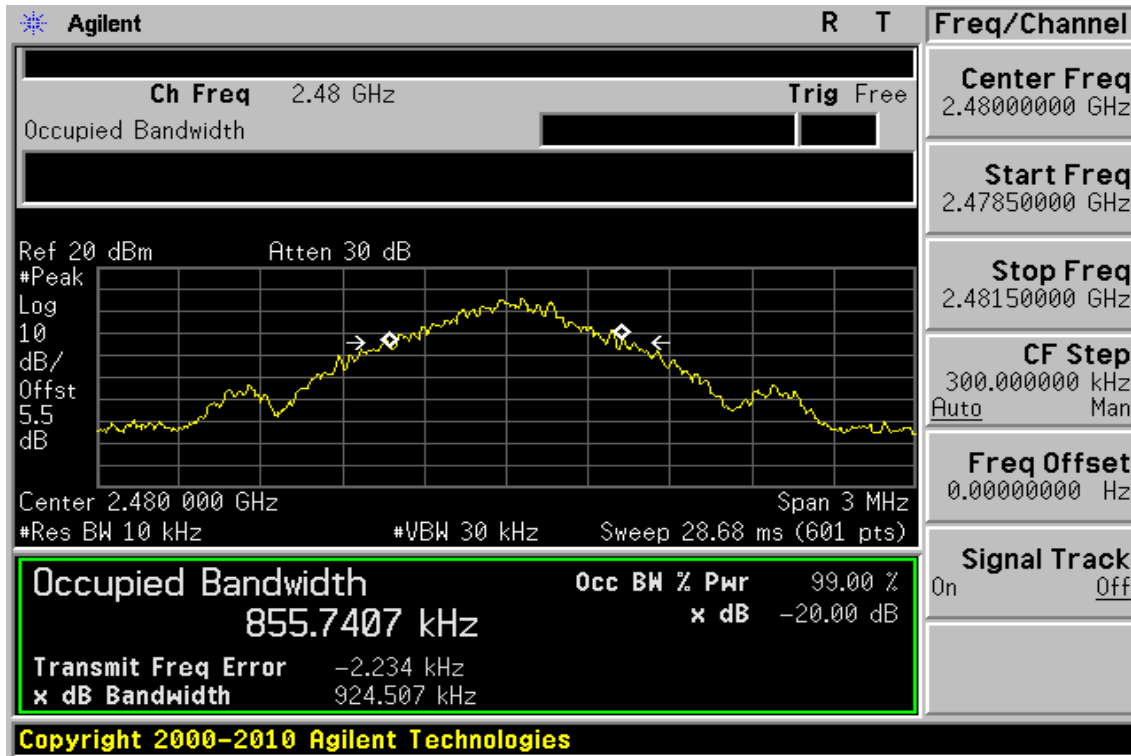 Agilent R T Freq/Channel
Ch Freq 2.48 GHz Trig Free
Occupied Bandwidth
Center Freq
2.48000000 GHz
Start Freq
2.47850000 GHz
Stop Freq
2.48150000 GHz
CF Step
300.000000 kHz
Auto Man
Freq Offset
0.00000000 Hz
Signal Track
On Off
Ref 20 dBm Atten 30 dB
#Peak
Log
10
dB/
Offst
5.5
dB
Center 2.480 000 GHz Span 3 MHz
#Res BW 10 kHz #VBW 30 kHz Sweep 28.68 ms (601 pts)
Occupied Bandwidth Occ BW % Pwr 99.00 %
855.7407 kHz x dB -20.00 dB
Transmit Freq Error -2.234 kHz
x dB Bandwidth 924.507 kHz
Copyright 2000-2010 Agilent Technologies